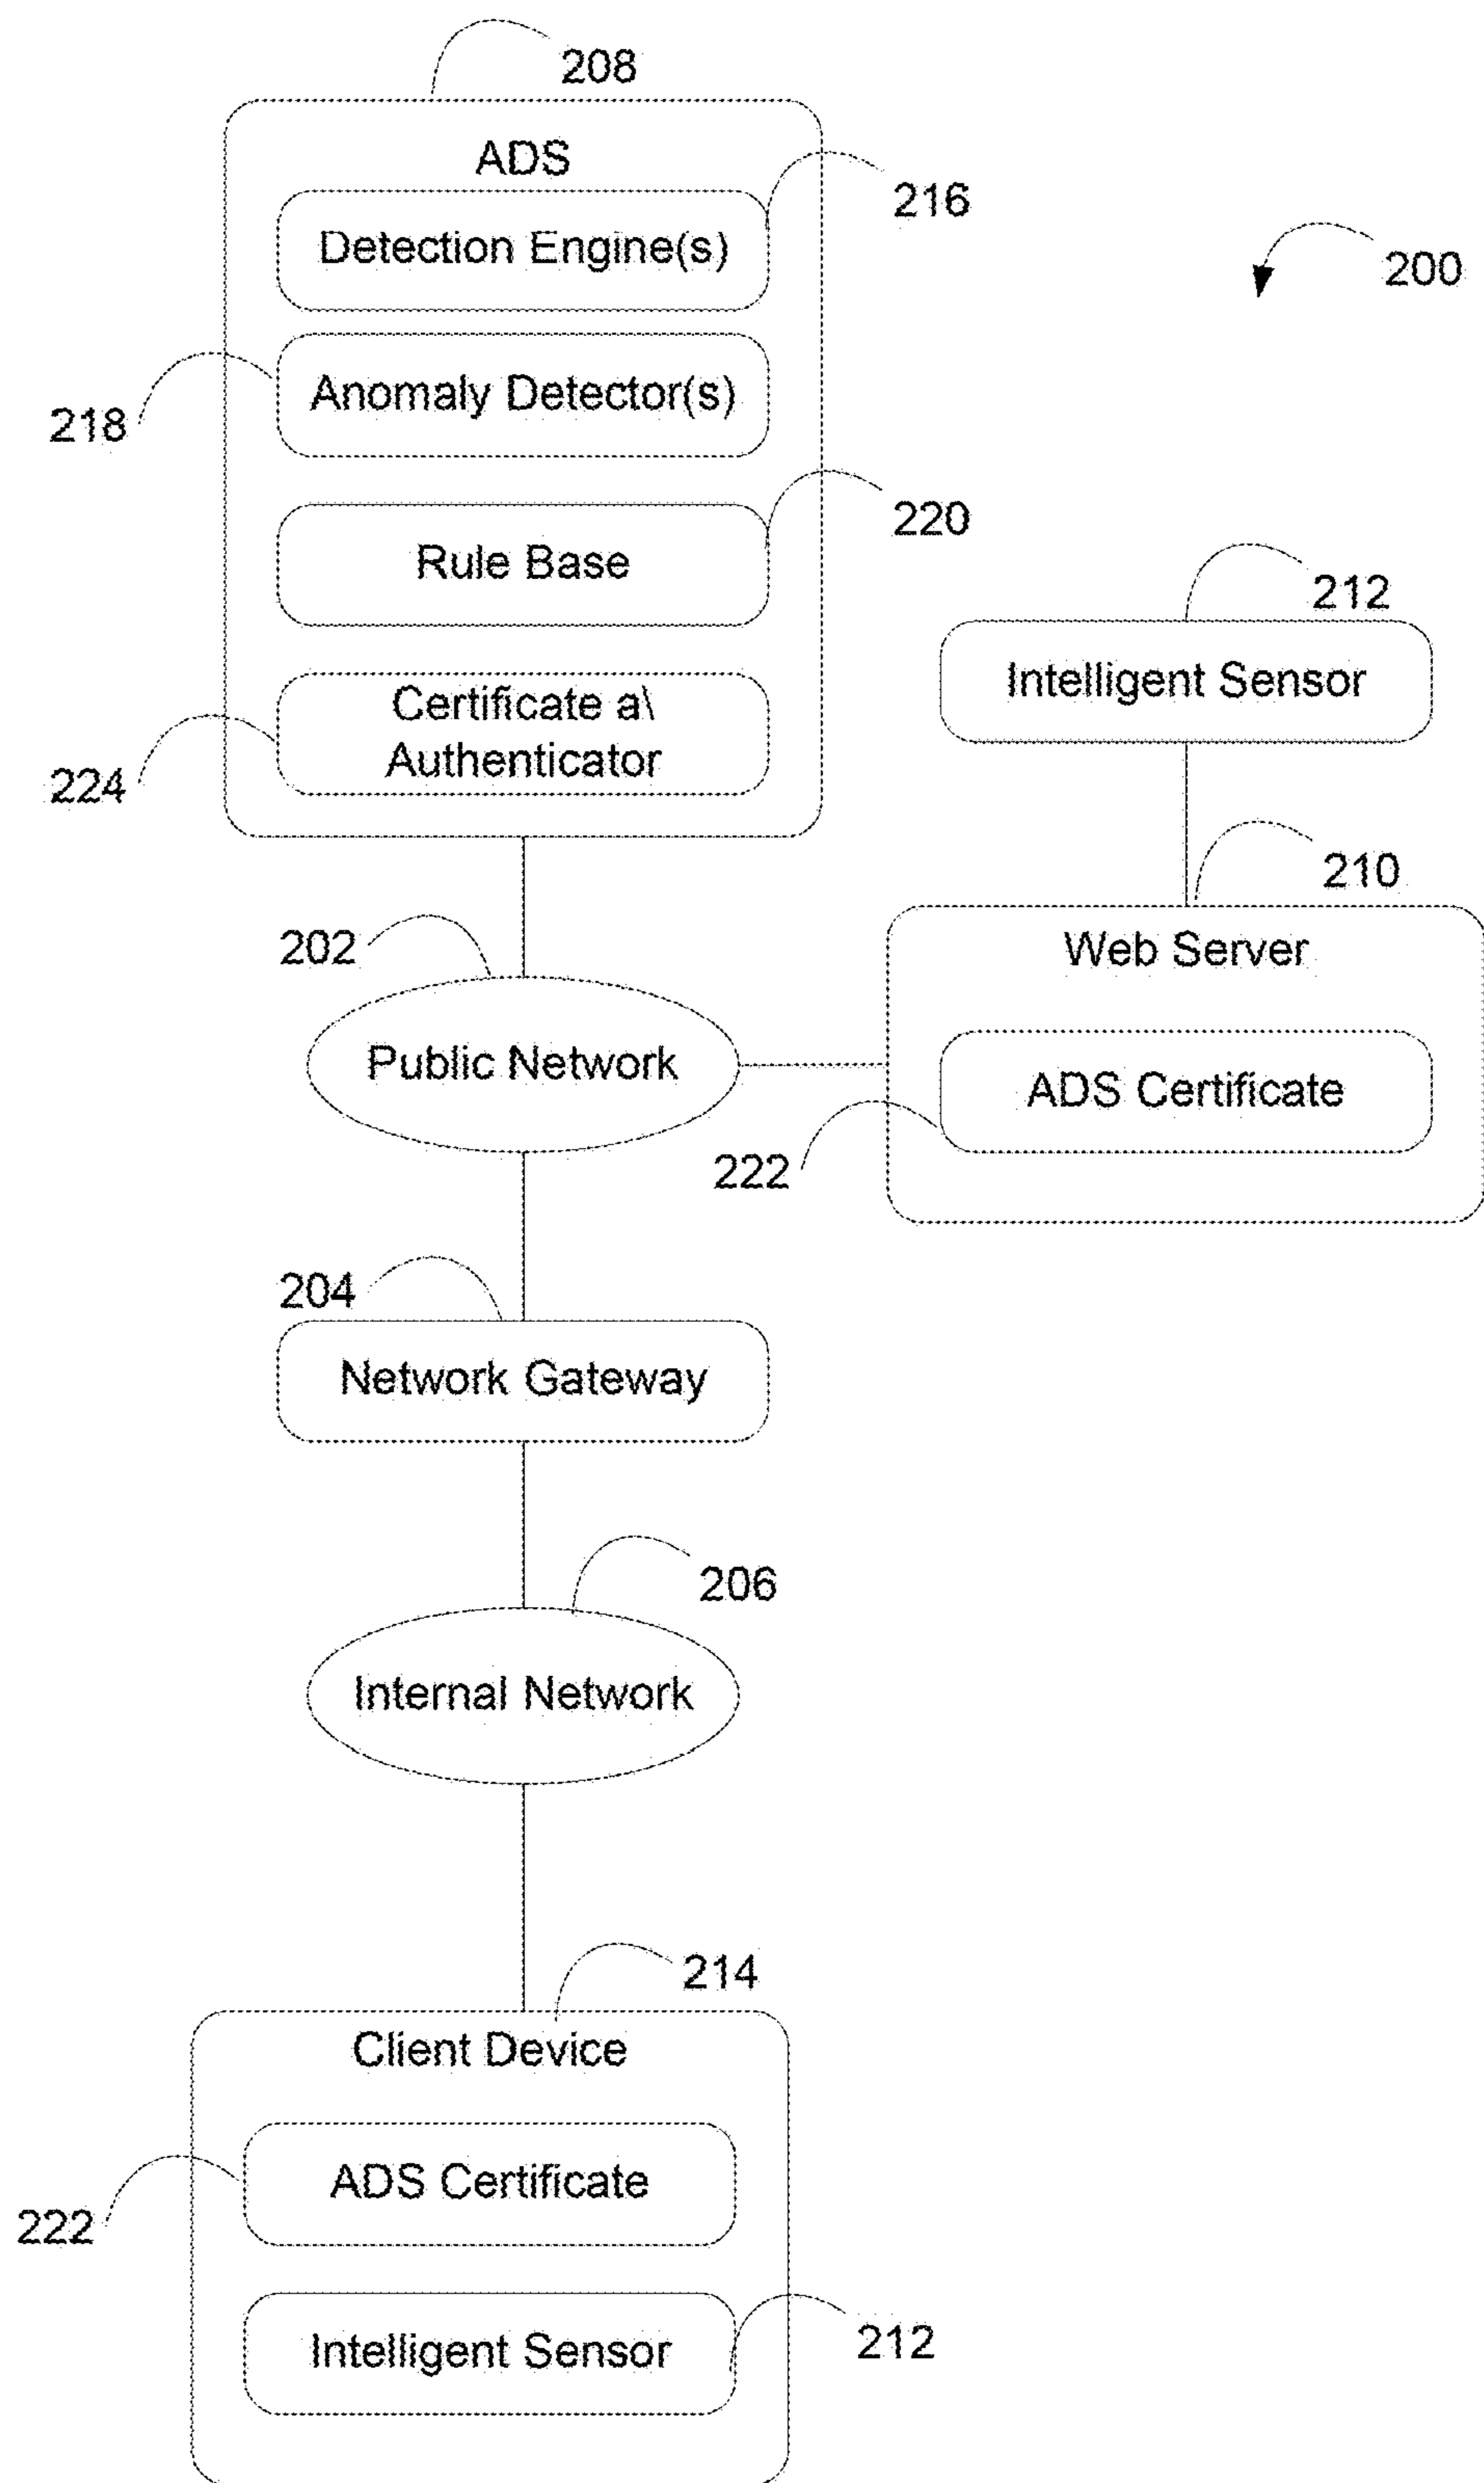 208
ADS
216
Detection Engine(s)
200
218
Anomaly Detector(s)
220
Rule Base
212
Intelligent Sensor
224
Certificate a\
Authenticator
210
202
Web Server
Public Network
ADS Certificate
222
204
Network Gateway
206
Internal Network
214
Client Device
ADS Certificate
222
Intelligent Sensor
212